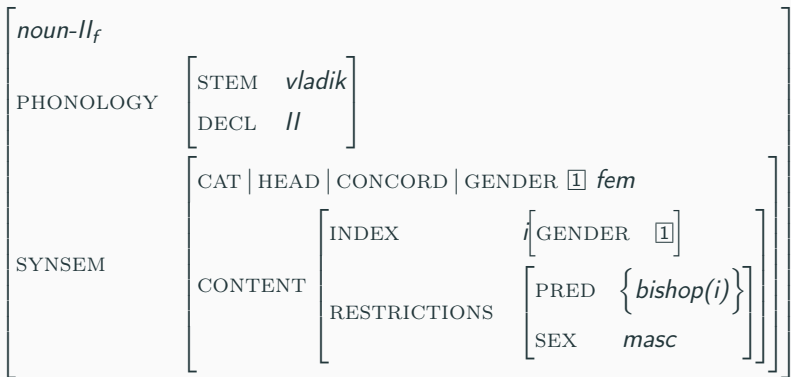 noun-II_f
PHONOLOGY STEM vladik
DECL II
SYNSEM CAT | HEAD | CONCORD | GENDER 1 fem
CONTENT INDEX i GENDER 1
RESTRICTIONS PRED {bishop(i)}
SEX masc